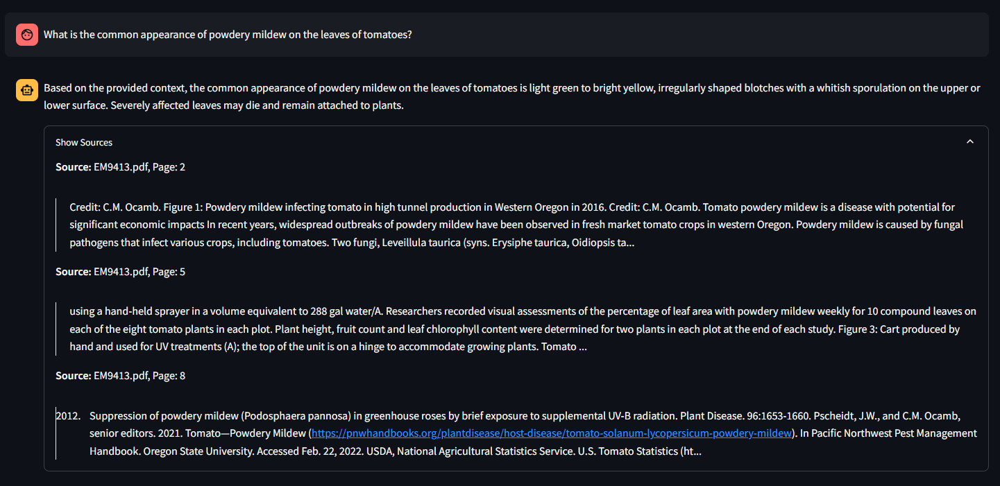 What is the common appearance of powdery mildew on the leaves of tomatoes?
Based on the provided context, the common appearance of powdery mildew on the leaves of tomatoes is light green to bright yellow, irregularly shaped blotches with a whitish sporulation on the upper or
lower surface. Severely affected leaves may die and remain attached to plants.
Show Sources
Source: EM9413.pdf, Page: 2
Credit: C.M. Ocamb. Figure 1: Powdery mildew infecting tomato in high tunnel production in Western Oregon in 2016. Credit: C.M. Ocamb. Tomato powdery mildew is a disease with potential for
significant economic impacts In recent years, widespread outbreaks of powdery mildew have been observed in fresh market tomato crops in western Oregon. Powdery mildew is caused by fungal
pathogens that infect various crops, including tomatoes. Two fungi, Leveillula taurica (syns. Erysiphe taurica, Oidiopsis ta...
Source: EM9413.pdf, Page: 5
using a hand-held sprayer in a volume equivalent to 288 gal water/A. Researchers recorded visual assessments of the percentage of leaf area with powdery mildew weekly for 10 compound leaves on
each of the eight tomato plants in each plot. Plant height, fruit count and leaf chlorophyll content were determined for two plants in each plot at the end of each study. Figure 3: Cart produced by
hand and used for UV treatments (A); the top of the unit is on a hinge to accommodate growing plants. Tomato ...
Source: EM9413.pdf, Page: 8
2012. Suppression of powdery mildew (Podosphaera pannosa) in greenhouse roses by brief exposure to supplemental UV-B radiation. Plant Disease. 96:1653-1660. Pscheidt, J.W., and C.M. Ocamb,
senior editors. 2021. Tomato—Powdery Mildew (https://pnwhandbooks.org/plantdisease/host-disease/tomato-solanum-lycopersicum-powdery-mildew). In Pacific Northwest Pest Management
Handbook. Oregon State University. Accessed Feb. 22, 2022. USDA, National Agricultural Statistics Service. U.S. Tomato Statistics (ht...